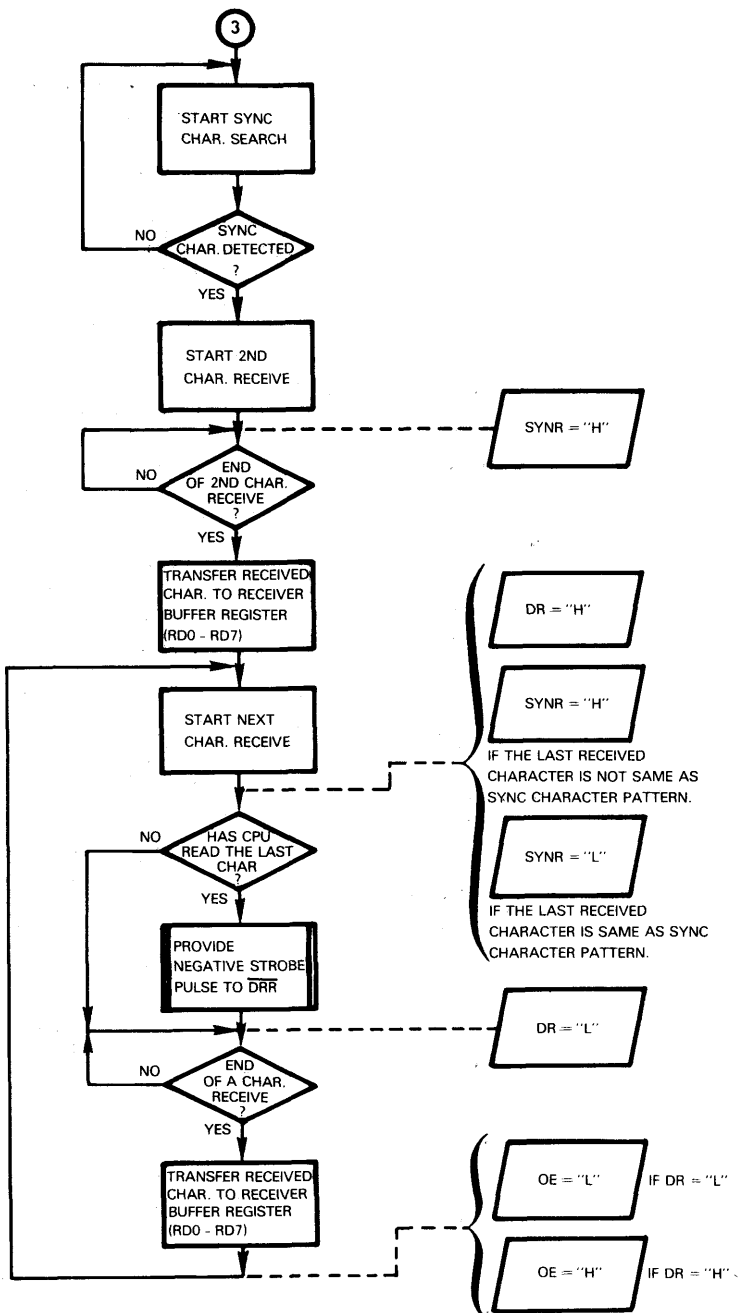 3
START SYNC
CHAR. SEARCH
SYNC
CHAR. DETECTED
?
NO
YES
START 2ND
CHAR. RECEIVE
SYNR = "H"
END
OF 2ND CHAR.
RECEIVE
?
NO
YES
TRANSFER RECEIVED
CHAR. TO RECEIVER
BUFFER REGISTER
(RD0 - RD7)
DR = "H"
START NEXT
CHAR. RECEIVE
SYNR = "H"
IF THE LAST RECEIVED
CHARACTER IS NOT SAME AS
SYNC CHARACTER PATTERN.
HAS CPU
READ THE LAST
CHAR
?
NO
YES
SYNR = "L"
IF THE LAST RECEIVED
CHARACTER IS SAME AS SYNC
CHARACTER PATTERN.
PROVIDE
NEGATIVE STROBE
PULSE TO D̅R̅R̅
DR = "L"
END
OF A CHAR.
RECEIVE
?
NO
YES
TRANSFER RECEIVED
CHAR. TO RECEIVER
BUFFER REGISTER
(RD0 - RD7)
OE = "L" IF DR = "L"
OE = "H" IF DR = "H"